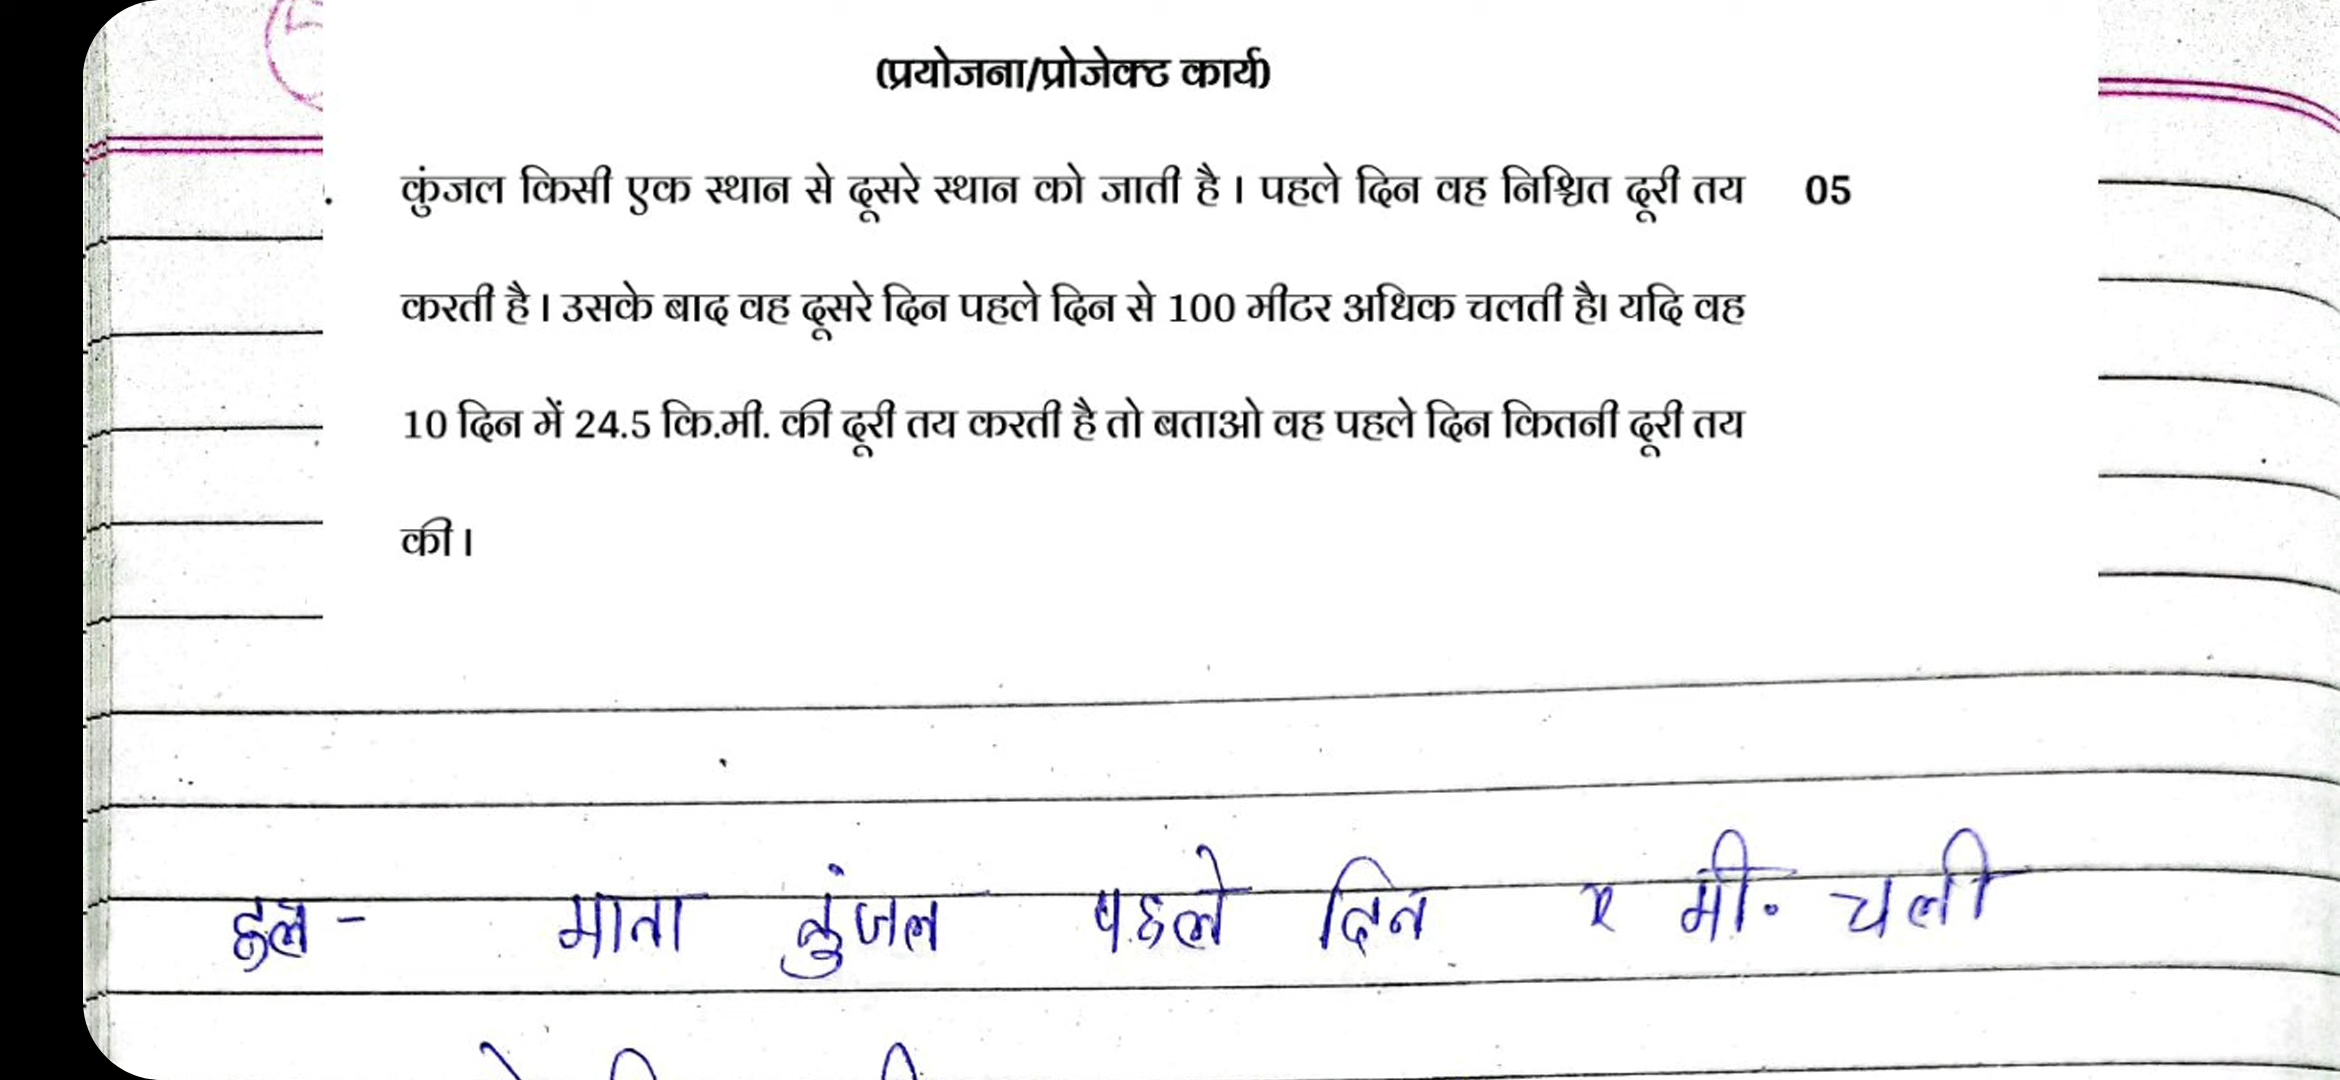 (प्रयोजना/प्रोजेक्ट कार्य)
कुंजल किसी एक स्थान से दूसरे स्थान को जाती है। पहले दिन वह निश्चित दूरी तय 05
करती है। उसके बाद वह दूसरे दिन पहले दिन से 100 मीटर अधिक चलती है। यदि वह
10 दिन में 24.5 कि.मी. की दूरी तय करती है तो बताओ वह पहले दिन कितनी दूरी तय
की।
हल - माना कुंजल पहले दिन x मी. चली